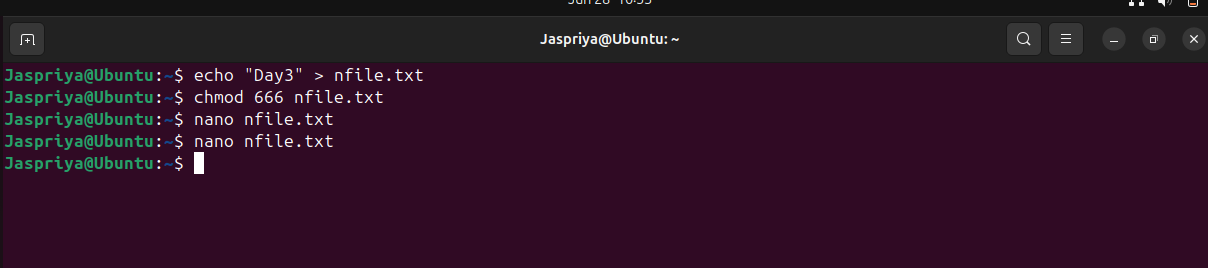 Jaspriya@Ubuntu: ~
Jaspriya@Ubuntu:~$ echo "Day3" > nfile.txt
Jaspriya@Ubuntu:~$ chmod 666 nfile.txt
Jaspriya@Ubuntu:~$ nano nfile.txt
Jaspriya@Ubuntu:~$ nano nfile.txt
Jaspriya@Ubuntu:~$